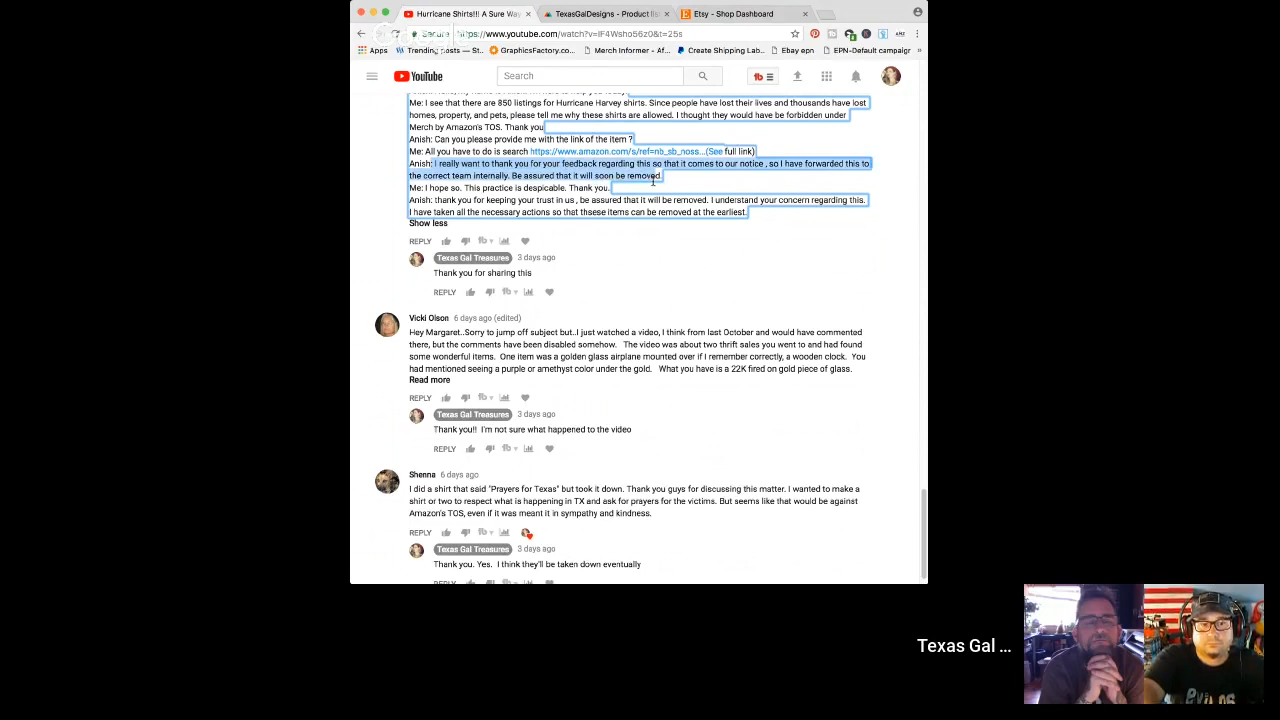 Hurricane Shirts!!! A Sure Way
TexasGalDesigns - Product lis
Etsy - Shop Dashboard
Secure https://www.youtube.com/watch?v=IF4Wsho56z0&t=25s
Apps
Trending posts — St...
GraphicsFactory.co...
Merch Informer - Af...
Create Shipping Lab...
Ebay epn
EPN-Default campaign
YouTube
Search
Me: I see that there are 850 listings for Hurricane Harvey shirts. Since people have lost their lives and thousands have lost
homes, property, and pets, please tell me why these shirts are allowed. I thought they would have be forbidden under
Merch by Amazon's TOS. Thank you
Anish: Can you please provide me with the link of the item ?
Me: All you have to do is search https://www.amazon.com/s/ref=nb_sb_noss...(See full link)
Anish: I really want to thank you for your feedback regarding this so that it comes to our notice , so I have forwarded this to
the correct team internally. Be assured that it will soon be removed.
Me: I hope so. This practice is despicable. Thank you.
Anish: thank you for keeping your trust in us , be assured that it will be removed. I understand your concern regarding this.
I have taken all the necessary actions so that thsese items can be removed at the earliest.
Show less
REPLY
Texas Gal Treasures 3 days ago
Thank you for sharing this
REPLY
Vicki Olson 6 days ago (edited)
Hey Margaret..Sorry to jump off subject but..I just watched a video, I think from last October and would have commented
there, but the comments have been disabled somehow. The video was about two thrift sales you went to and had found
some wonderful items. One item was a golden glass airplane mounted over if I remember correctly, a wooden clock. You
had mentioned seeing a purple or amethyst color under the gold. What you have is a 22K fired on gold piece of glass.
Read more
REPLY
Texas Gal Treasures 3 days ago
Thank you!! I'm not sure what happened to the video
REPLY
Shenna 6 days ago
I did a shirt that said "Prayers for Texas" but took it down. Thank you guys for discussing this matter. I wanted to make a
shirt or two to respect what is happening in TX and ask for prayers for the victims. But seems like that would be against
Amazon's TOS, even if it was meant in sympathy and kindness.
REPLY
Texas Gal Treasures 3 days ago
Thank you. Yes. I think they'll be taken down eventually
REPLY
Texas Gal ...